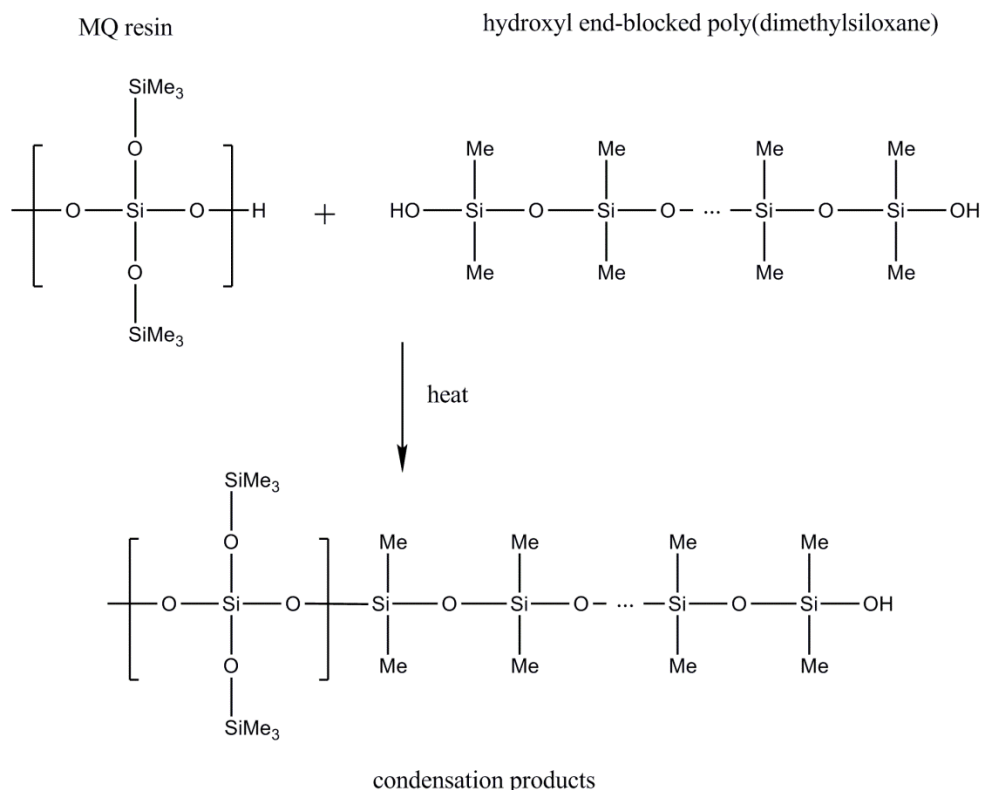 MQ resin
hydroxyl end-blocked poly(dimethylsiloxane)
SiMe₃
O Me Me Me Me
O Si O H + HO Si O Si O ... Si O Si OH
O Me Me Me Me
SiMe₃
heat
SiMe₃
O Me Me Me Me
O Si O Si O Si O ... Si O Si OH
O Me Me Me Me
SiMe₃
condensation products